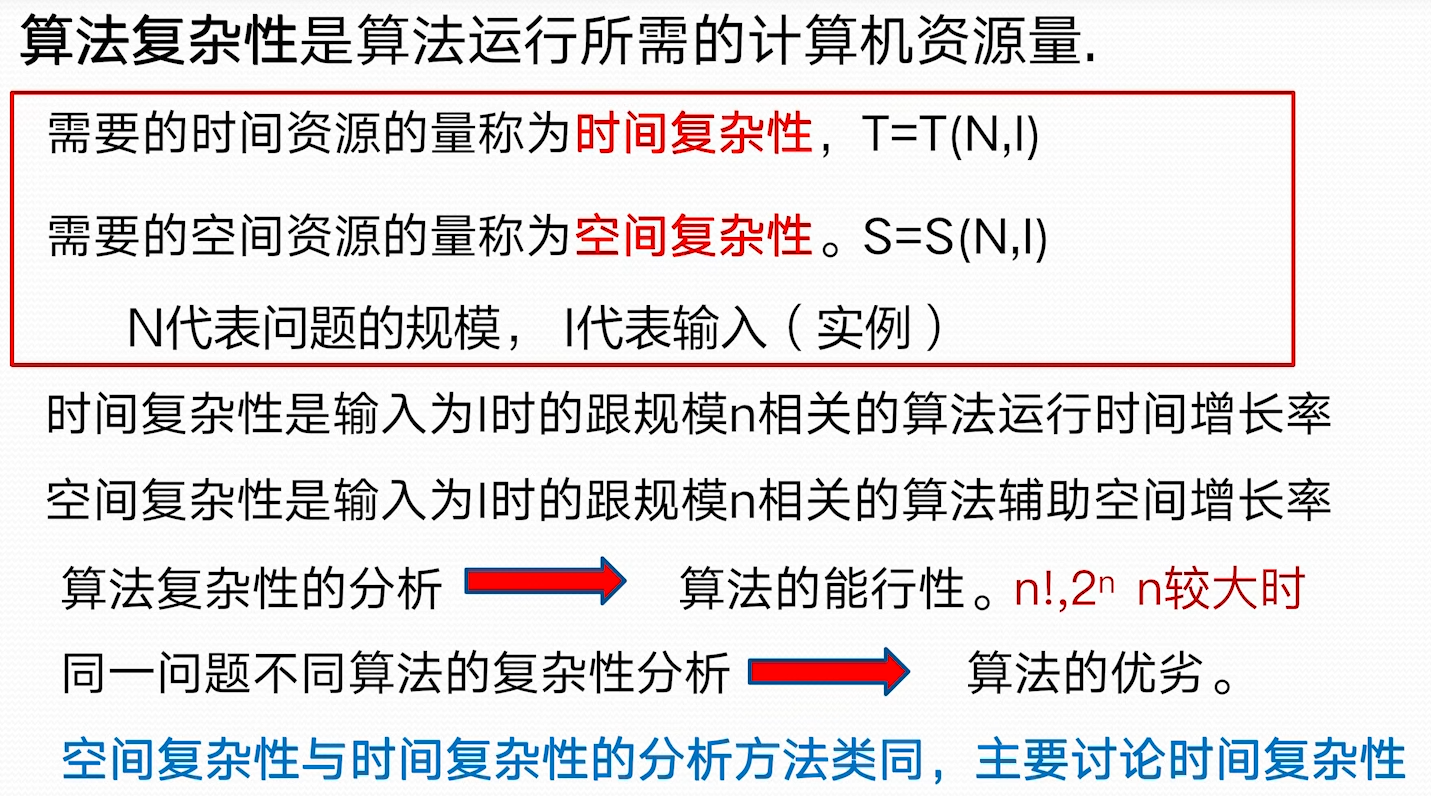 算法复杂性是算法运行所需的计算机资源量.
需要的时间资源的量称为时间复杂性，T=T(N,I)
需要的空间资源的量称为空间复杂性。S=S(N,I)
N代表问题的规模， I代表输入（实例）
时间复杂性是输入为I时的跟规模n相关的算法运行时间增长率
空间复杂性是输入为I时的跟规模n相关的算法辅助空间增长率
算法复杂性的分析 算法的能行性。n!,2ⁿ n较大时
同一问题不同算法的复杂性分析 算法的优劣。
空间复杂性与时间复杂性的分析方法类同，主要讨论时间复杂性